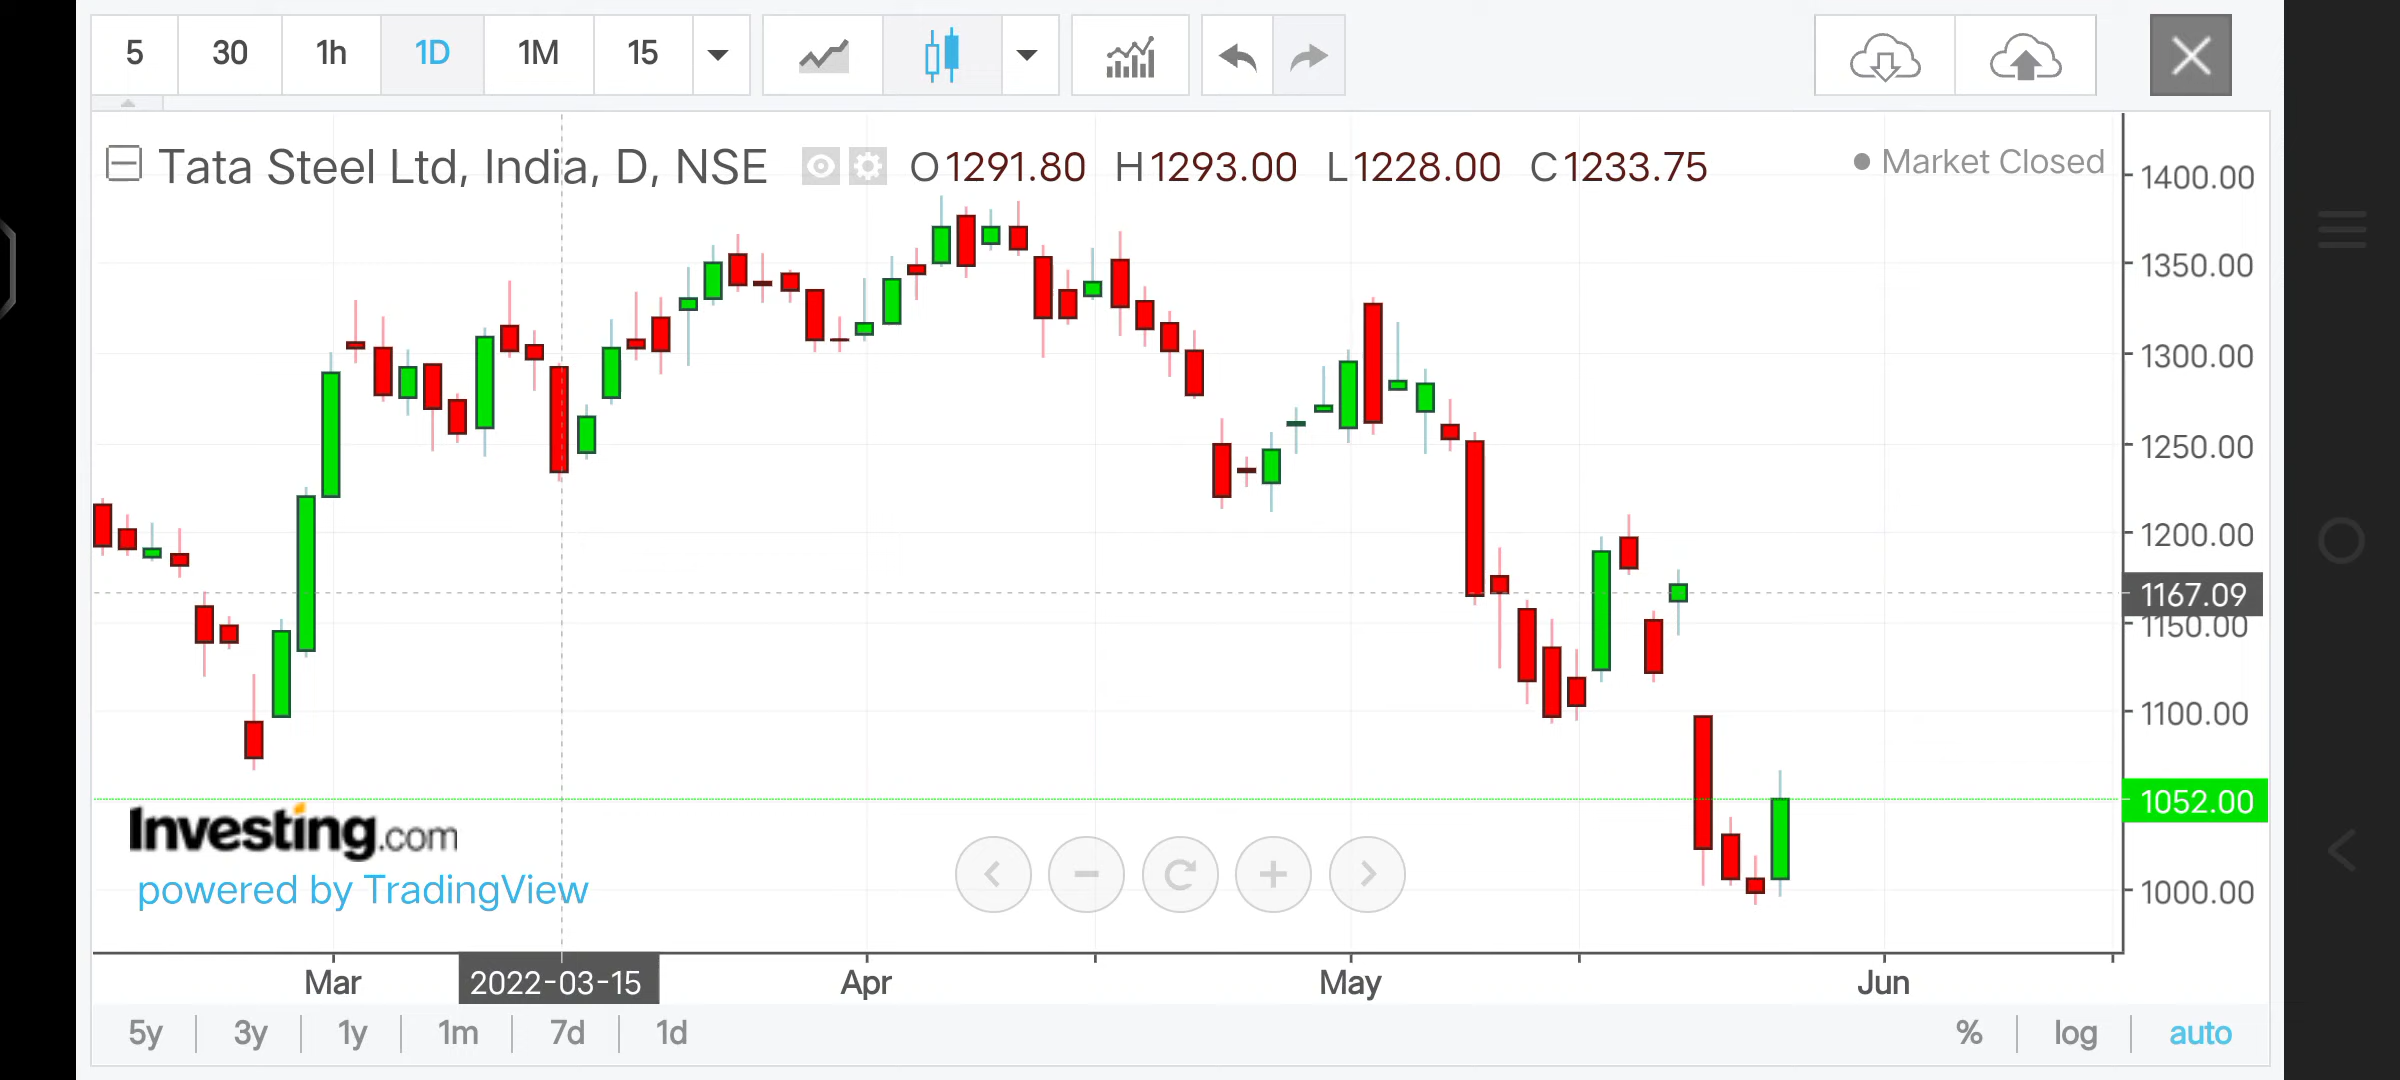 5 30 1h 1D 1M 15
Tata Steel Ltd, India, D, NSE O1291.80 H1293.00 L1228.00 C1233.75 Market Closed
1400.00
1350.00
1300.00
1250.00
1200.00
1167.09
1150.00
1100.00
1052.00
1000.00
Investing.com
powered by TradingView
Mar 2022-03-15 Apr May Jun
5y 3y 1y 1m 7d 1d % log auto